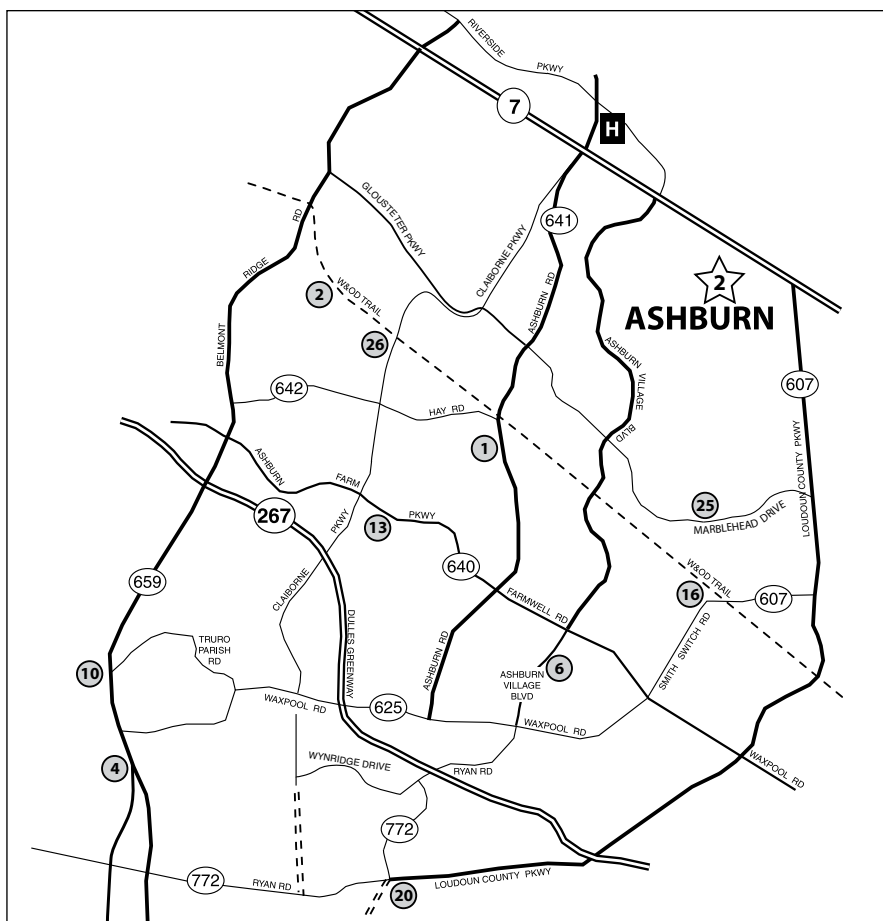 RIVERSIDE
PKWY
7
H
GLOUSTETER PKWY
RD
641
CLAIBORNE PKWY
RIDGE
2
ASHBURN
W&OD TRAIL
2
ASHBURN RD
26
BELMONT
ASHBURN
VILLAGE
BLVD
607
642
HAY RD
LOUDOUN COUNTY PKWY
1
ASHBURN
FARM
PKWY
25
MARBLEHEAD DRIVE
267
13
PKWY
CLAIBORNE
640
659
W&OD TRAIL
16
607
FARMWELL RD
SMITH SWITCH RD
DULLES GREENWAY
TRURO
PARISH
RD
ASHBURN RD
10
6
ASHBURN
VILLAGE
BLVD
WAXPOOL RD
625
WAXPOOL RD
WAXPOOL RD
WYNRIDGE DRIVE
RYAN RD
4
772
772
RYAN RD
20
LOUDOUN COUNTY PKWY